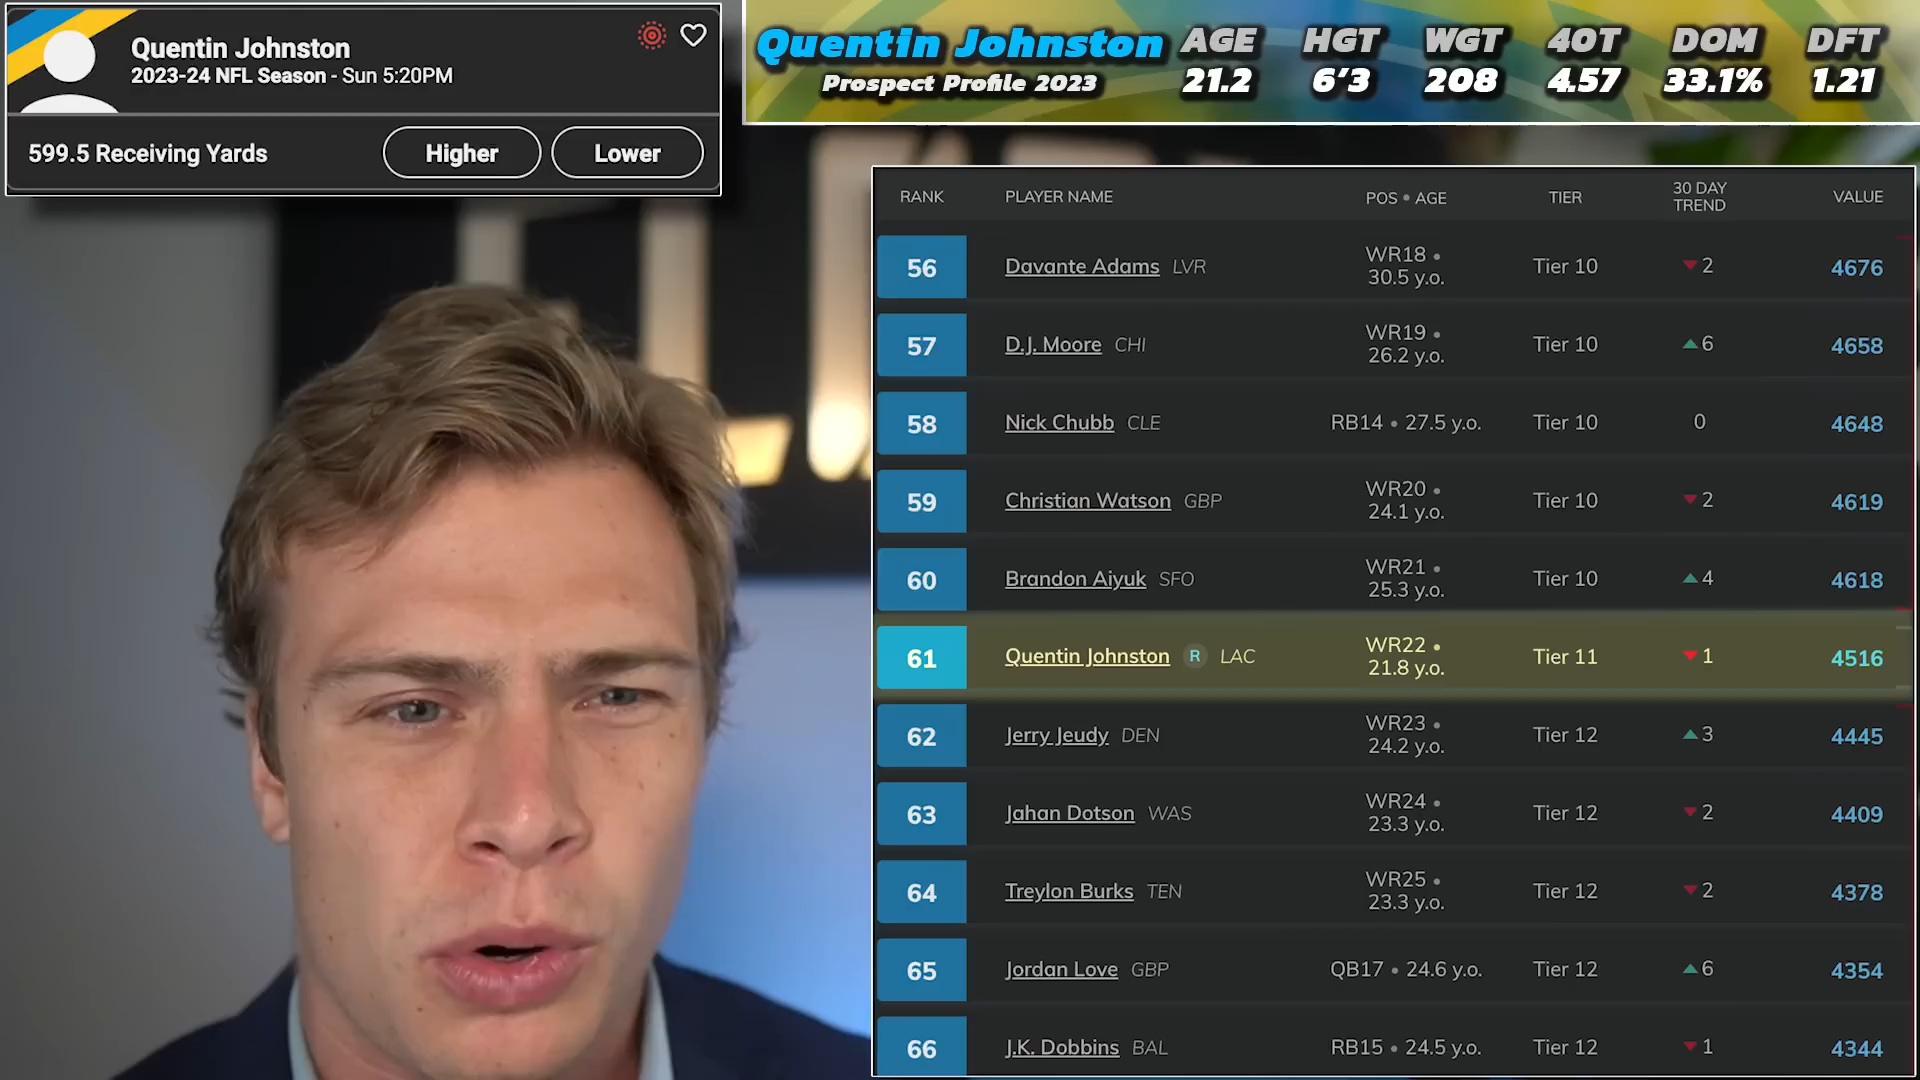 Quentin Johnston
2023-24 NFL Season - Sun 5:20PM
599.5 Receiving Yards
Higher
Lower
Quentin Johnston
Prospect Profile 2023
AGE HGT WGT 40T DOM DFT
21.2 6'3 208 4.57 33.1% 1.21
RANK PLAYER NAME POS • AGE TIER 30 DAY TREND VALUE
56 Davante Adams LVR WR18 • 30.5 y.o. Tier 10 2 4676
57 D.J. Moore CHI WR19 • 26.2 y.o. Tier 10 6 4658
58 Nick Chubb CLE RB14 • 27.5 y.o. Tier 10 0 4648
59 Christian Watson GBP WR20 • 24.1 y.o. Tier 10 2 4619
60 Brandon Aiyuk SFO WR21 • 25.3 y.o. Tier 10 4 4618
61 Quentin Johnston R LAC WR22 • 21.8 y.o. Tier 11 1 4516
62 Jerry Jeudy DEN WR23 • 24.2 y.o. Tier 12 3 4445
63 Jahan Dotson WAS WR24 • 23.3 y.o. Tier 12 2 4409
64 Treylon Burks TEN WR25 • 23.3 y.o. Tier 12 2 4378
65 Jordan Love GBP QB17 • 24.6 y.o. Tier 12 6 4354
66 J.K. Dobbins BAL RB15 • 24.5 y.o. Tier 12 1 4344